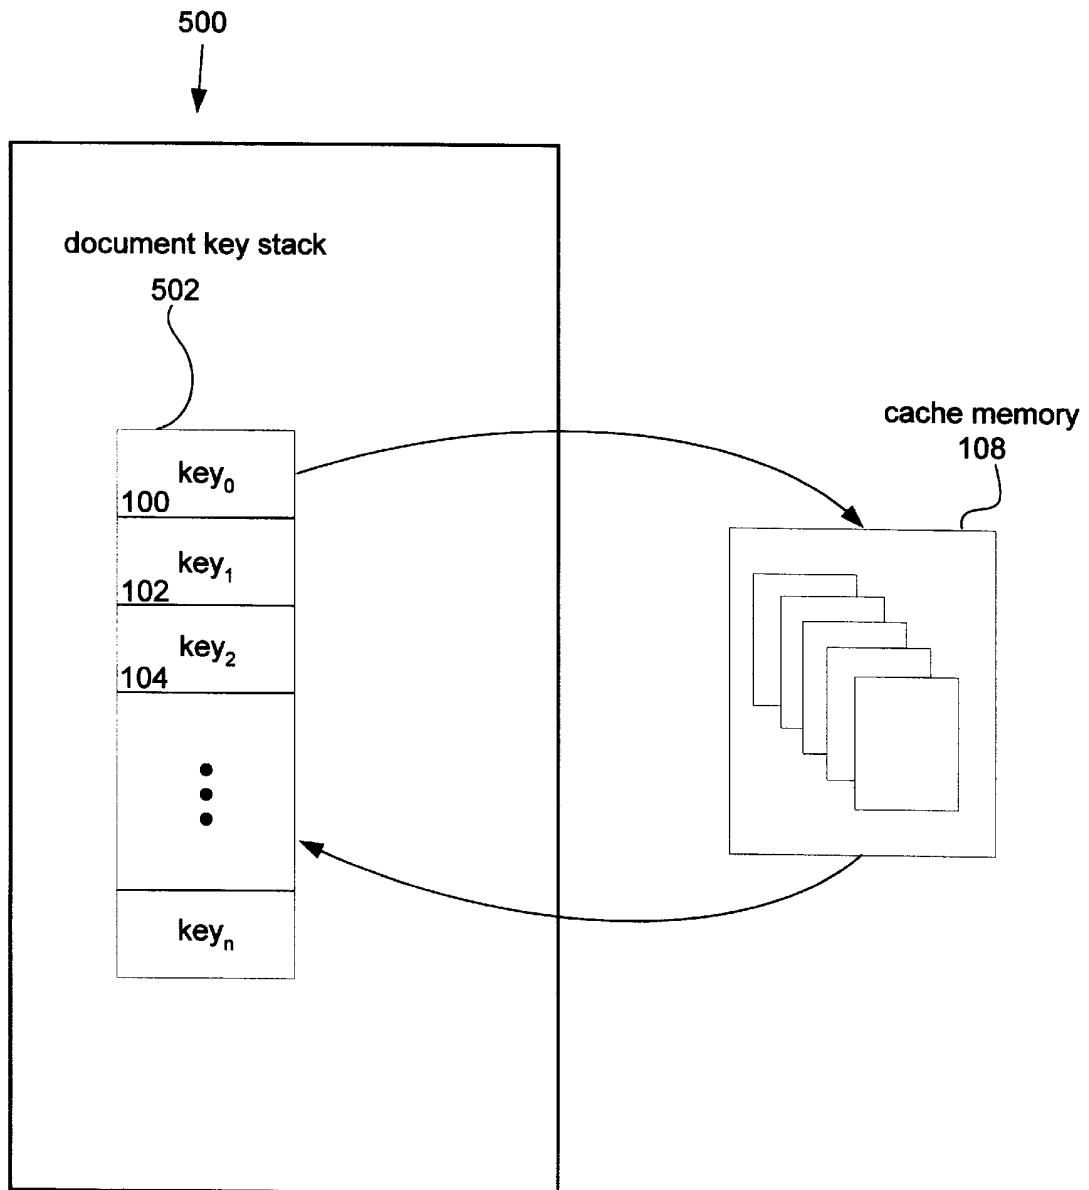 500
document key stack
502
cache memory
108
key₀
100
key₁
102
key₂
104
keyₙ